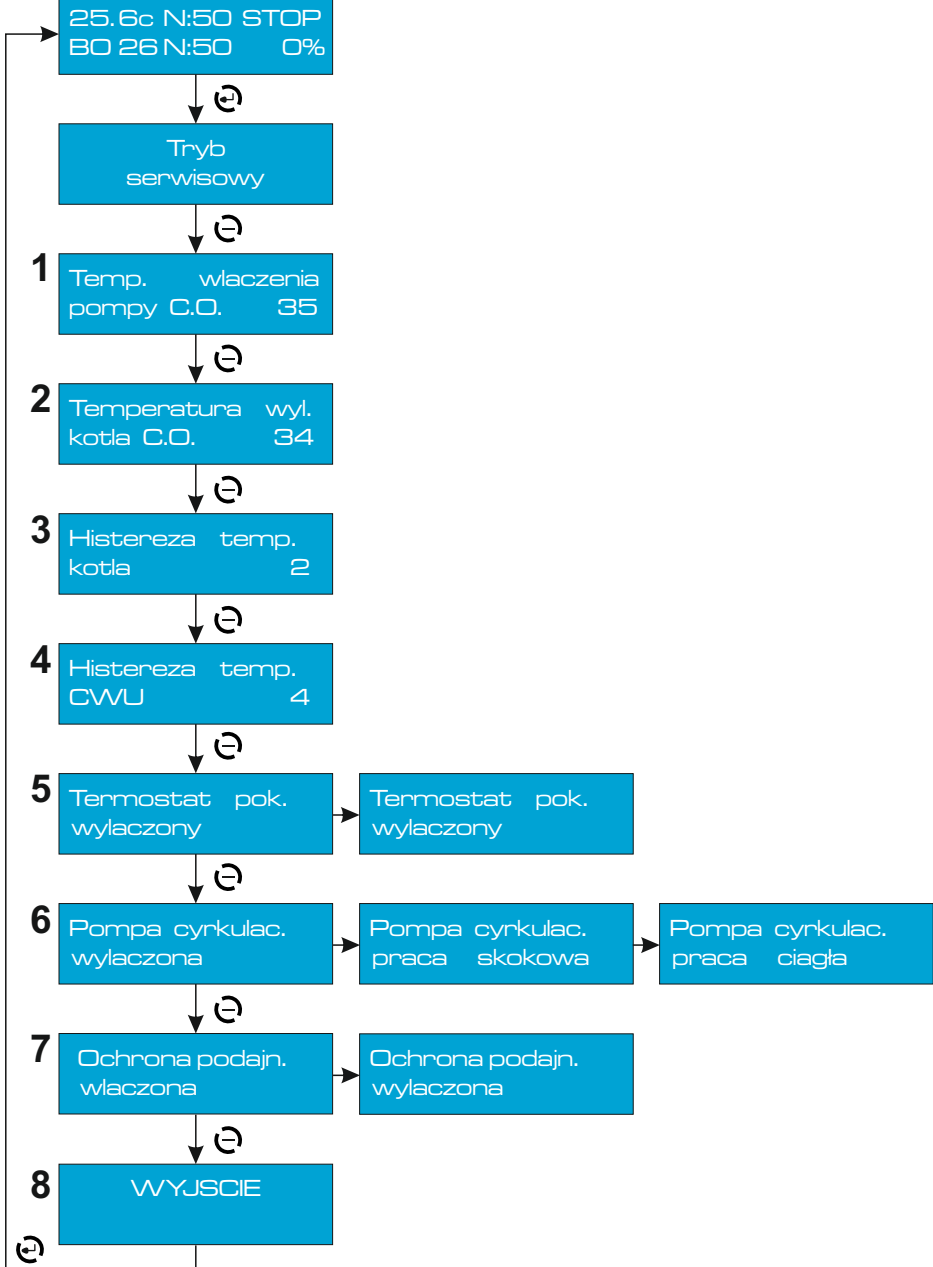 25.6c N:50 STOP
BO 26 N:50 0%
Tryb
serwisowy
1
Temp. wlaczenia
pompy C.O. 35
2
Temperatura wyl.
kotla C.O. 34
3
Histereza temp.
kotla 2
4
Histereza temp.
CWU 4
5
Termostat pok.
wylaczony
Termostat pok.
wylaczony
6
Pompa cyrkulac.
wylaczona
Pompa cyrkulac.
praca skokowa
Pompa cyrkulac.
praca ciagła
7
Ochrona podajn.
wlaczona
Ochrona podajn.
wylaczona
8
WYJSCIE